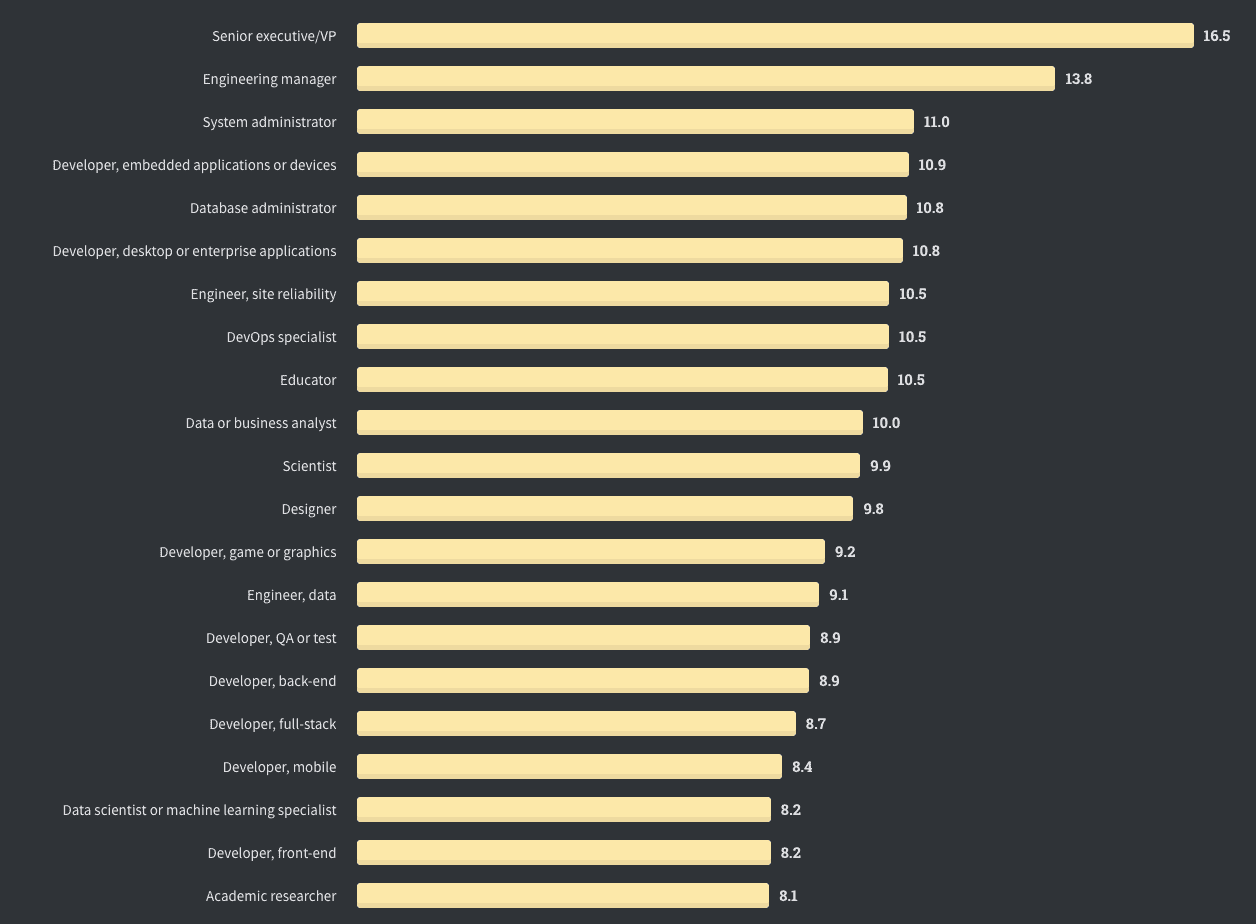 Senior executive/VP 16.5
Engineering manager 13.8
System administrator 11.0
Developer, embedded applications or devices 10.9
Database administrator 10.8
Developer, desktop or enterprise applications 10.8
Engineer, site reliability 10.5
DevOps specialist 10.5
Educator 10.5
Data or business analyst 10.0
Scientist 9.9
Designer 9.8
Developer, game or graphics 9.2
Engineer, data 9.1
Developer, QA or test 8.9
Developer, back-end 8.9
Developer, full-stack 8.7
Developer, mobile 8.4
Data scientist or machine learning specialist 8.2
Developer, front-end 8.2
Academic researcher 8.1